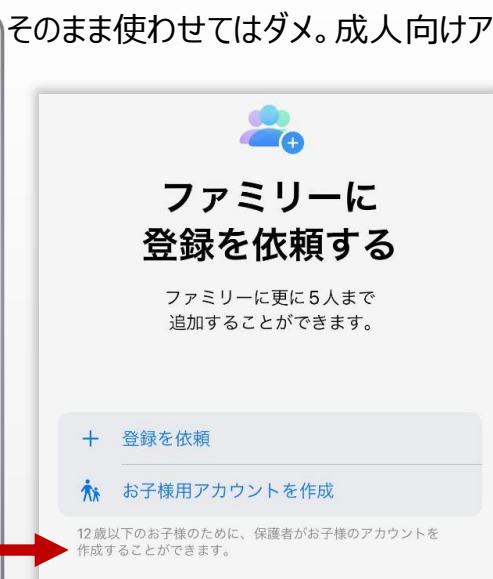 そのまま使わせてはダメ。成人向けア
ファミリーに
登録を依頼する
ファミリーに更に5人まで
追加することができます。
+ 登録を依頼
お子様用アカウントを作成
12歳以下のお子様のために、保護者がお子様のアカウントを
作成することができます。